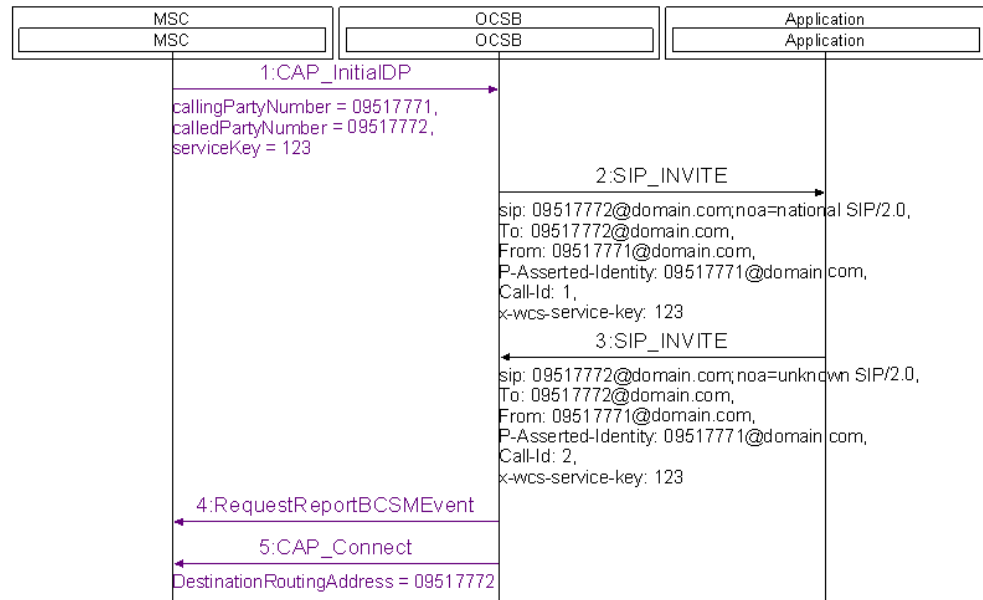 MSC
OCSB
Application
MSC
OCSB
Application
1:CAP_InitialDP
callingPartyNumber = 09517771,
calledPartyNumber = 09517772,
serviceKey = 123
2:SIP_INVITE
sip: 09517772@domain.com;noa=national SIP/2.0,
To: 09517772@domain.com,
From: 09517771@domain.com,
P-Asserted-Identity: 09517771@domain.com,
Call-Id: 1,
x-wcs-service-key: 123
3:SIP_INVITE
sip: 09517772@domain.com;noa=unknown SIP/2.0,
To: 09517772@domain.com,
From: 09517771@domain.com,
P-Asserted-Identity: 09517771@domain.com,
Call-Id: 2,
x-wcs-service-key: 123
4:RequestReportBCSMEvent
5:CAP_Connect
DestinationRoutingAddress = 09517772